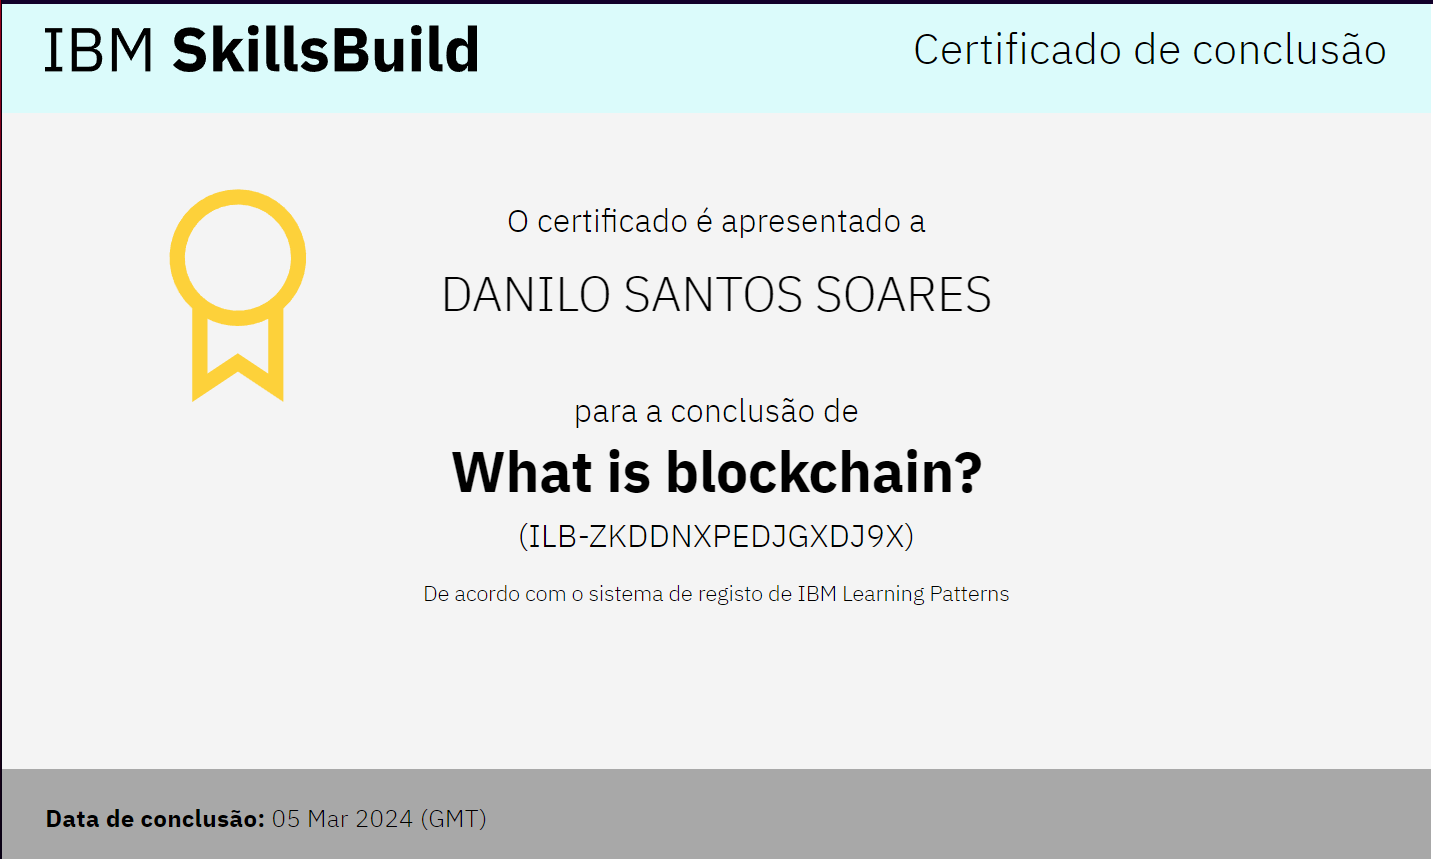 IBM SkillsBuild
Certificado de conclusão
O certificado é apresentado a
DANILO SANTOS SOARES
para a conclusão de
What is blockchain?
(ILB-ZKDDNXPEDJGXDJ9X)
De acordo com o sistema de registo de IBM Learning Patterns
Data de conclusão: 05 Mar 2024 (GMT)